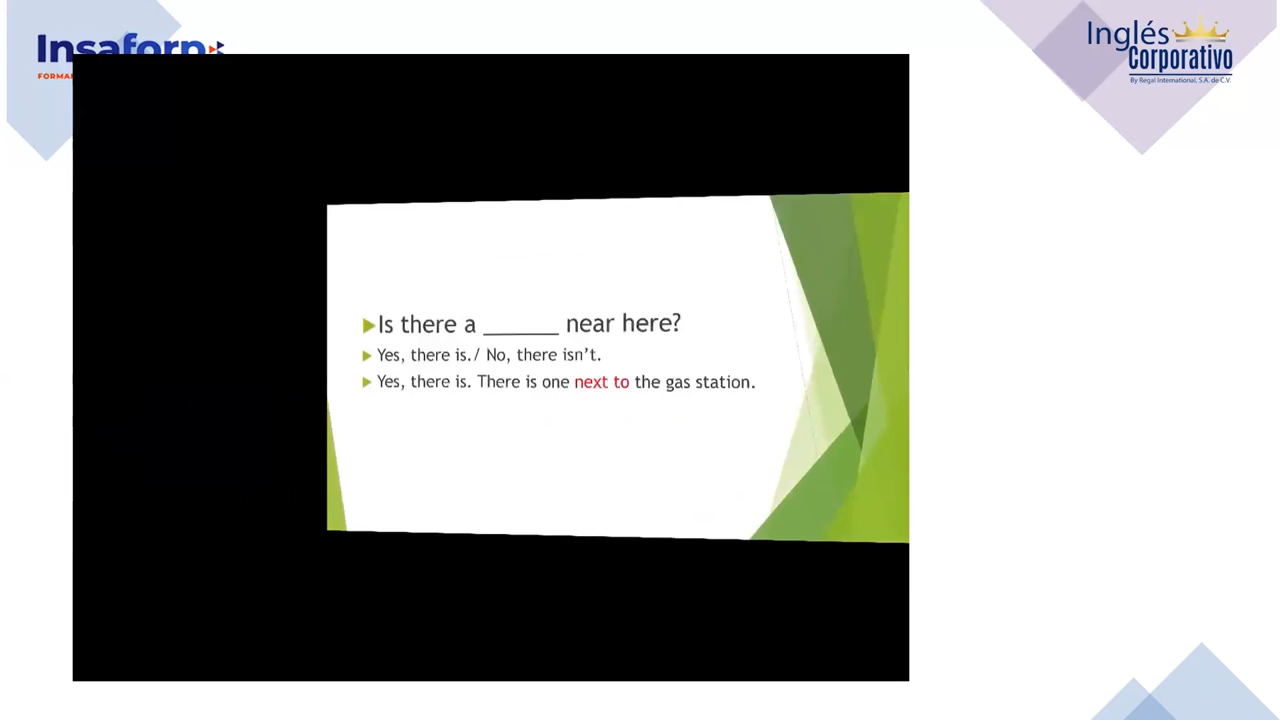 Insaforp
Inglés
Corporativo
By Regal International, S.A. de C.V.
Is there a ______ near here?
Yes, there is./ No, there isn't.
Yes, there is. There is one next to the gas station.